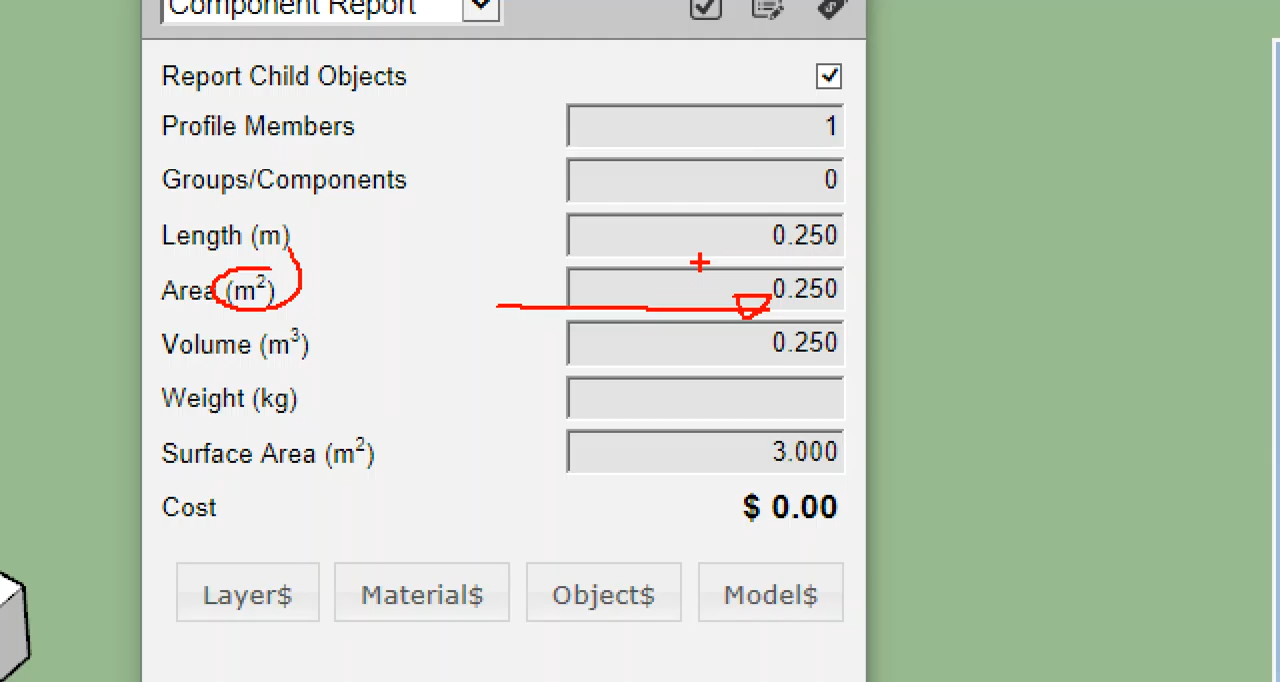 Component Report
Report Child Objects
Profile Members 1
Groups/Components 0
Length (m) 0.250
Area (m²) 0.250
Volume (m³) 0.250
Weight (kg)
Surface Area (m²) 3.000
Cost $ 0.00
Layer$ Material$ Object$ Model$